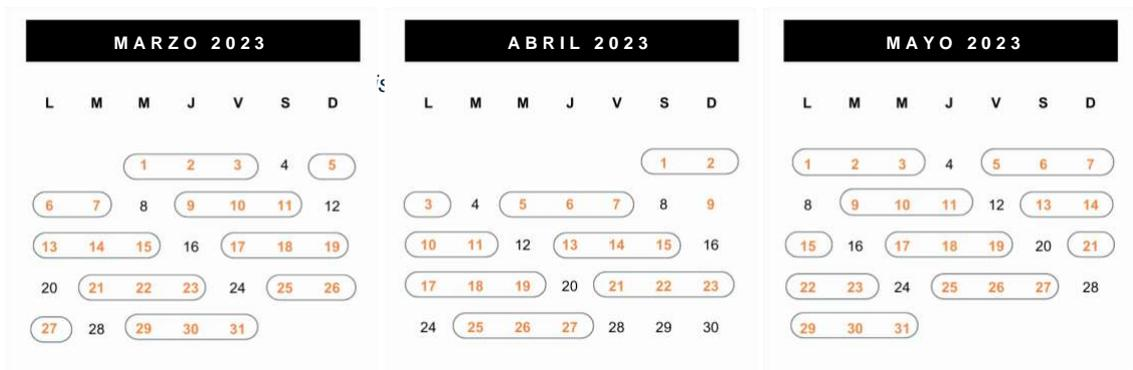 MARZO 2023
L M M J V S D
1 2 3 4 5
6 7 8 9 10 11 12
13 14 15 16 17 18 19
20 21 22 23 24 25 26
27 28 29 30 31
ABRIL 2023
L M M J V S D
1 2
3 4 5 6 7 8 9
10 11 12 13 14 15 16
17 18 19 20 21 22 23
24 25 26 27 28 29 30
MAYO 2023
L M M J V S D
1 2 3 4 5 6 7
8 9 10 11 12 13 14
15 16 17 18 19 20 21
22 23 24 25 26 27 28
29 30 31